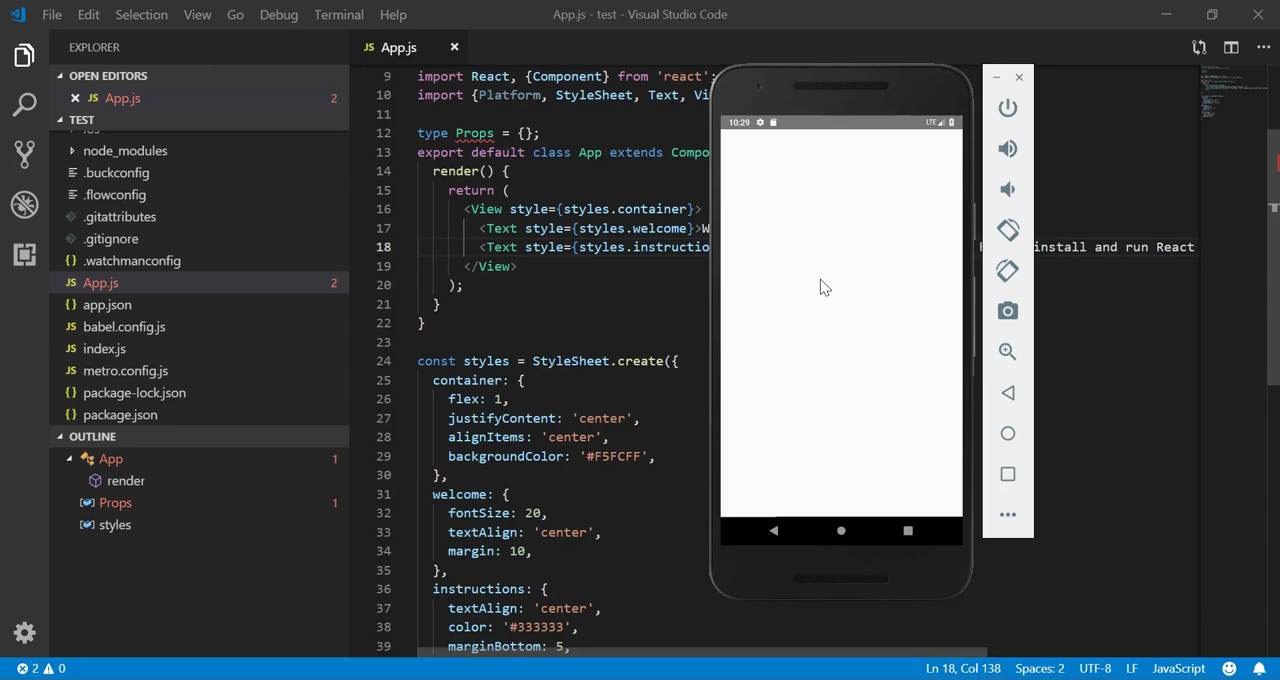 File Edit Selection View Go Debug Terminal Help
App.js - test - Visual Studio Code
EXPLORER
OPEN EDITORS
JS App.js 2
TEST
node_modules
.buckconfig
.flowconfig
.gitattributes
.gitignore
{} .watchmanconfig
JS App.js 2
{} app.json
JS babel.config.js
JS index.js
JS metro.config.js
{} package-lock.json
{} package.json
OUTLINE
App 1
render
Props 1
styles
JS App.js
9 import React, {Component} from 'react';
10 import {Platform, StyleSheet, Text, Vi
11
12 type Props = {};
13 export default class App extends Compo
14 render() {
15 return (
16 <View style={styles.container}>
17 <Text style={styles.welcome}>W
18 <Text style={styles.instructio install and run React
19 </View>
20 );
21 }
22 }
23
24 const styles = StyleSheet.create({
25 container: {
26 flex: 1,
27 justifyContent: 'center',
28 alignItems: 'center',
29 backgroundColor: '#F5FCFF',
30 },
31 welcome: {
32 fontSize: 20,
33 textAlign: 'center',
34 margin: 10,
35 },
36 instructions: {
37 textAlign: 'center',
38 color: '#333333',
39 marginBottom: 5,
10:29
LTE
2 0
Ln 18, Col 138 Spaces: 2 UTF-8 LF JavaScript